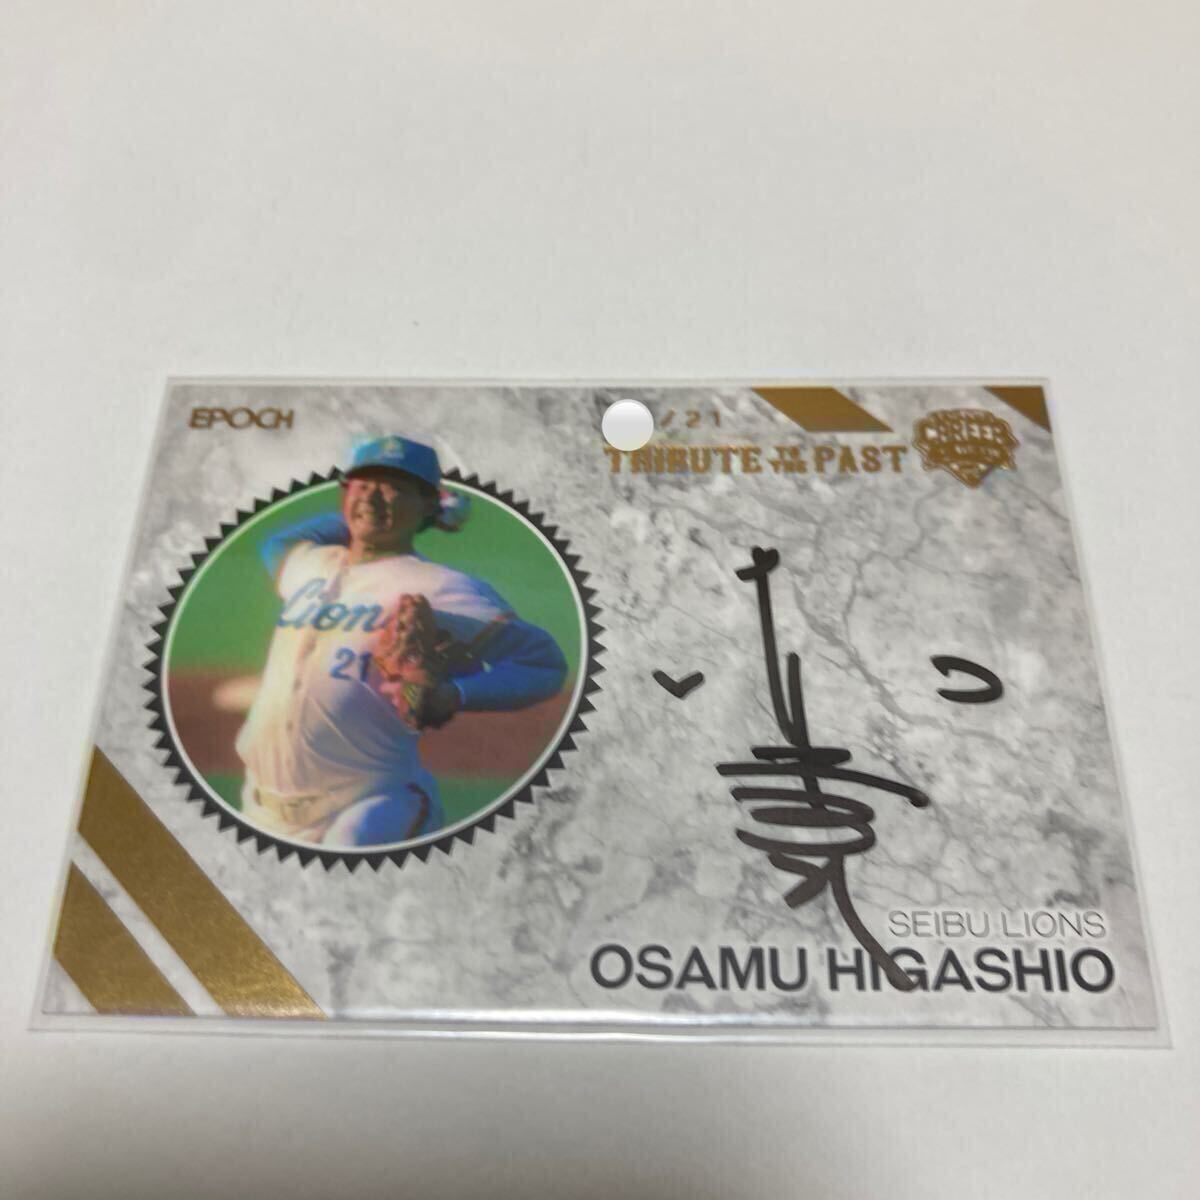 EPOCH
/21
TRIBUTE TO THE PAST
CAREER
Lions
21
SEIBU LIONS
OSAMU HIGASHIO